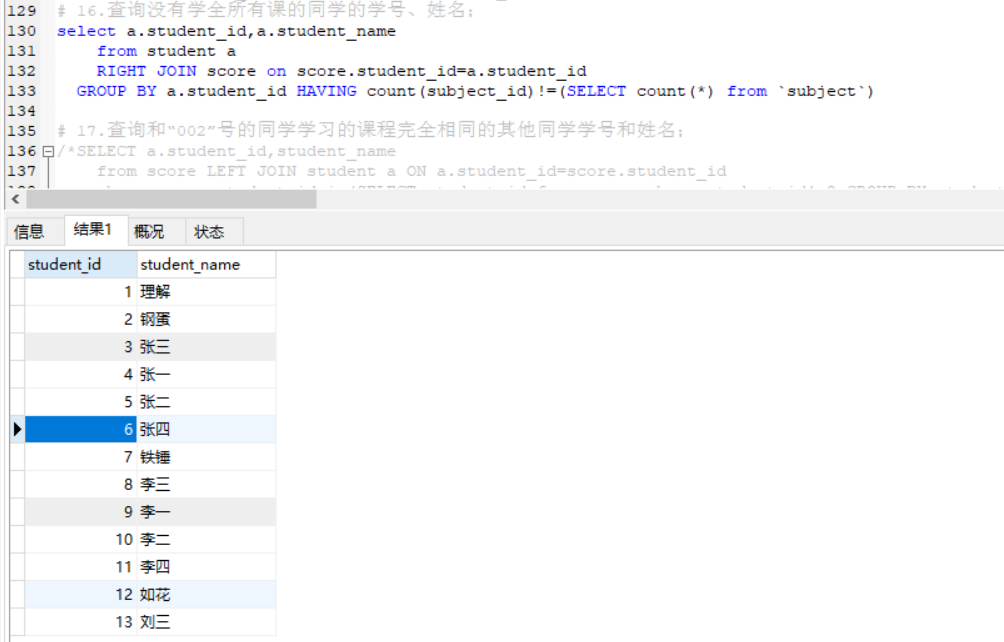 129 # 16.查询没有学全所有课的同学的学号、姓名;
130 select a.student_id,a.student_name
131 from student a
132 RIGHT JOIN score on score.student_id=a.student_id
133 GROUP BY a.student_id HAVING count(subject_id)!=(SELECT count(*) from `subject`)
134
135 # 17.查询和“002”号的同学学习的课程完全相同的其他同学学号和姓名;
136 /*SELECT a.student_id,student_name
137 from score LEFT JOIN student a ON a.student_id=score.student_id
信息 结果1 概况 状态
student_id student_name
1 理解
2 钢蛋
3 张三
4 张一
5 张二
6 张四
7 铁锤
8 李三
9 李一
10 李二
11 李四
12 如花
13 刘三